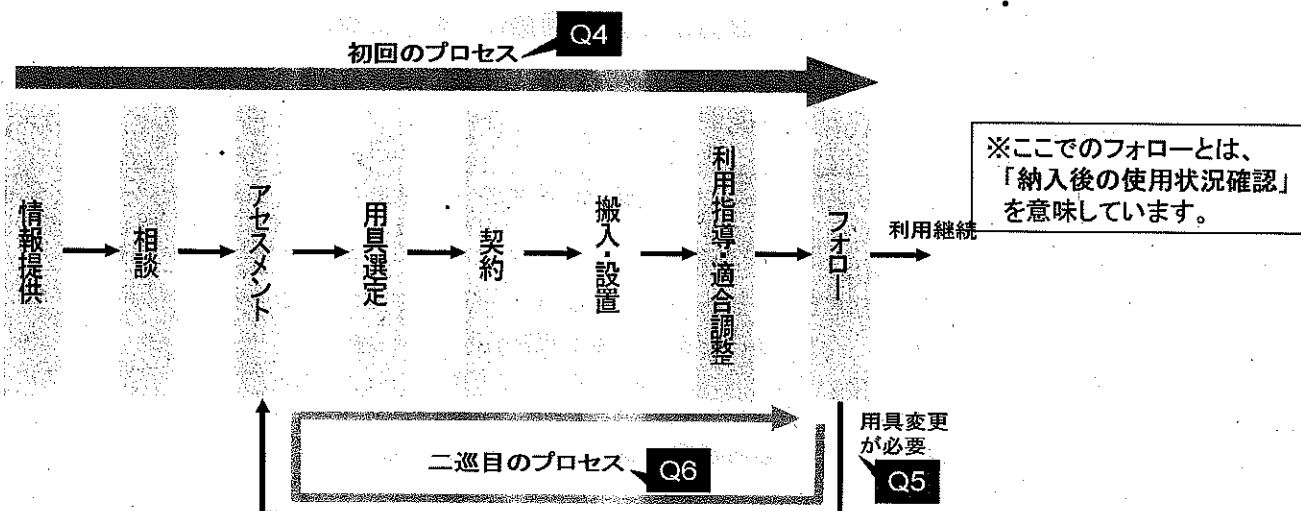 初回のプロセス
Q4
情報提供
相談
アセスメント
用具選定
契約
搬入・設置
利用指導・適合調整
フォロー
利用継続
※ここでのフォローとは、
「納入後の使用状況確認」
を意味しています。
用具変更
が必要
Q5
二巡目のプロセス
Q6